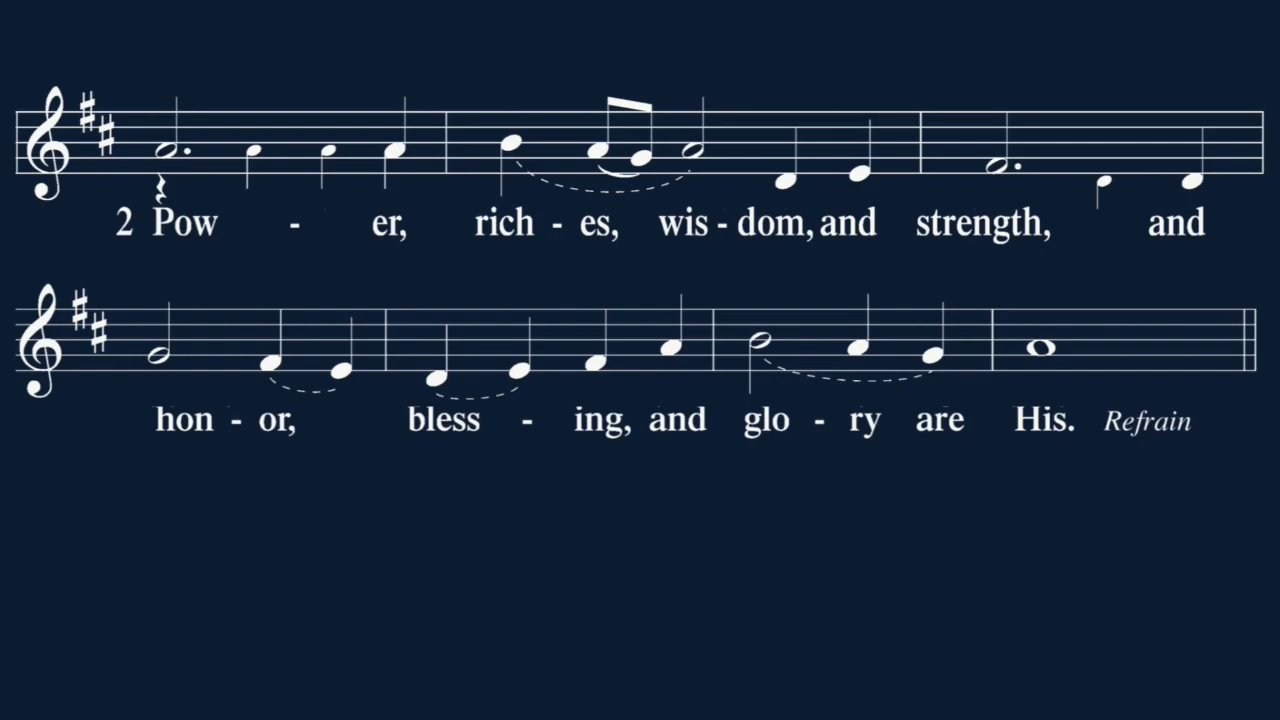 2 Pow - er, rich - es, wis - dom, and strength, and
hon - or, bless - ing, and glo - ry are His. Refrain